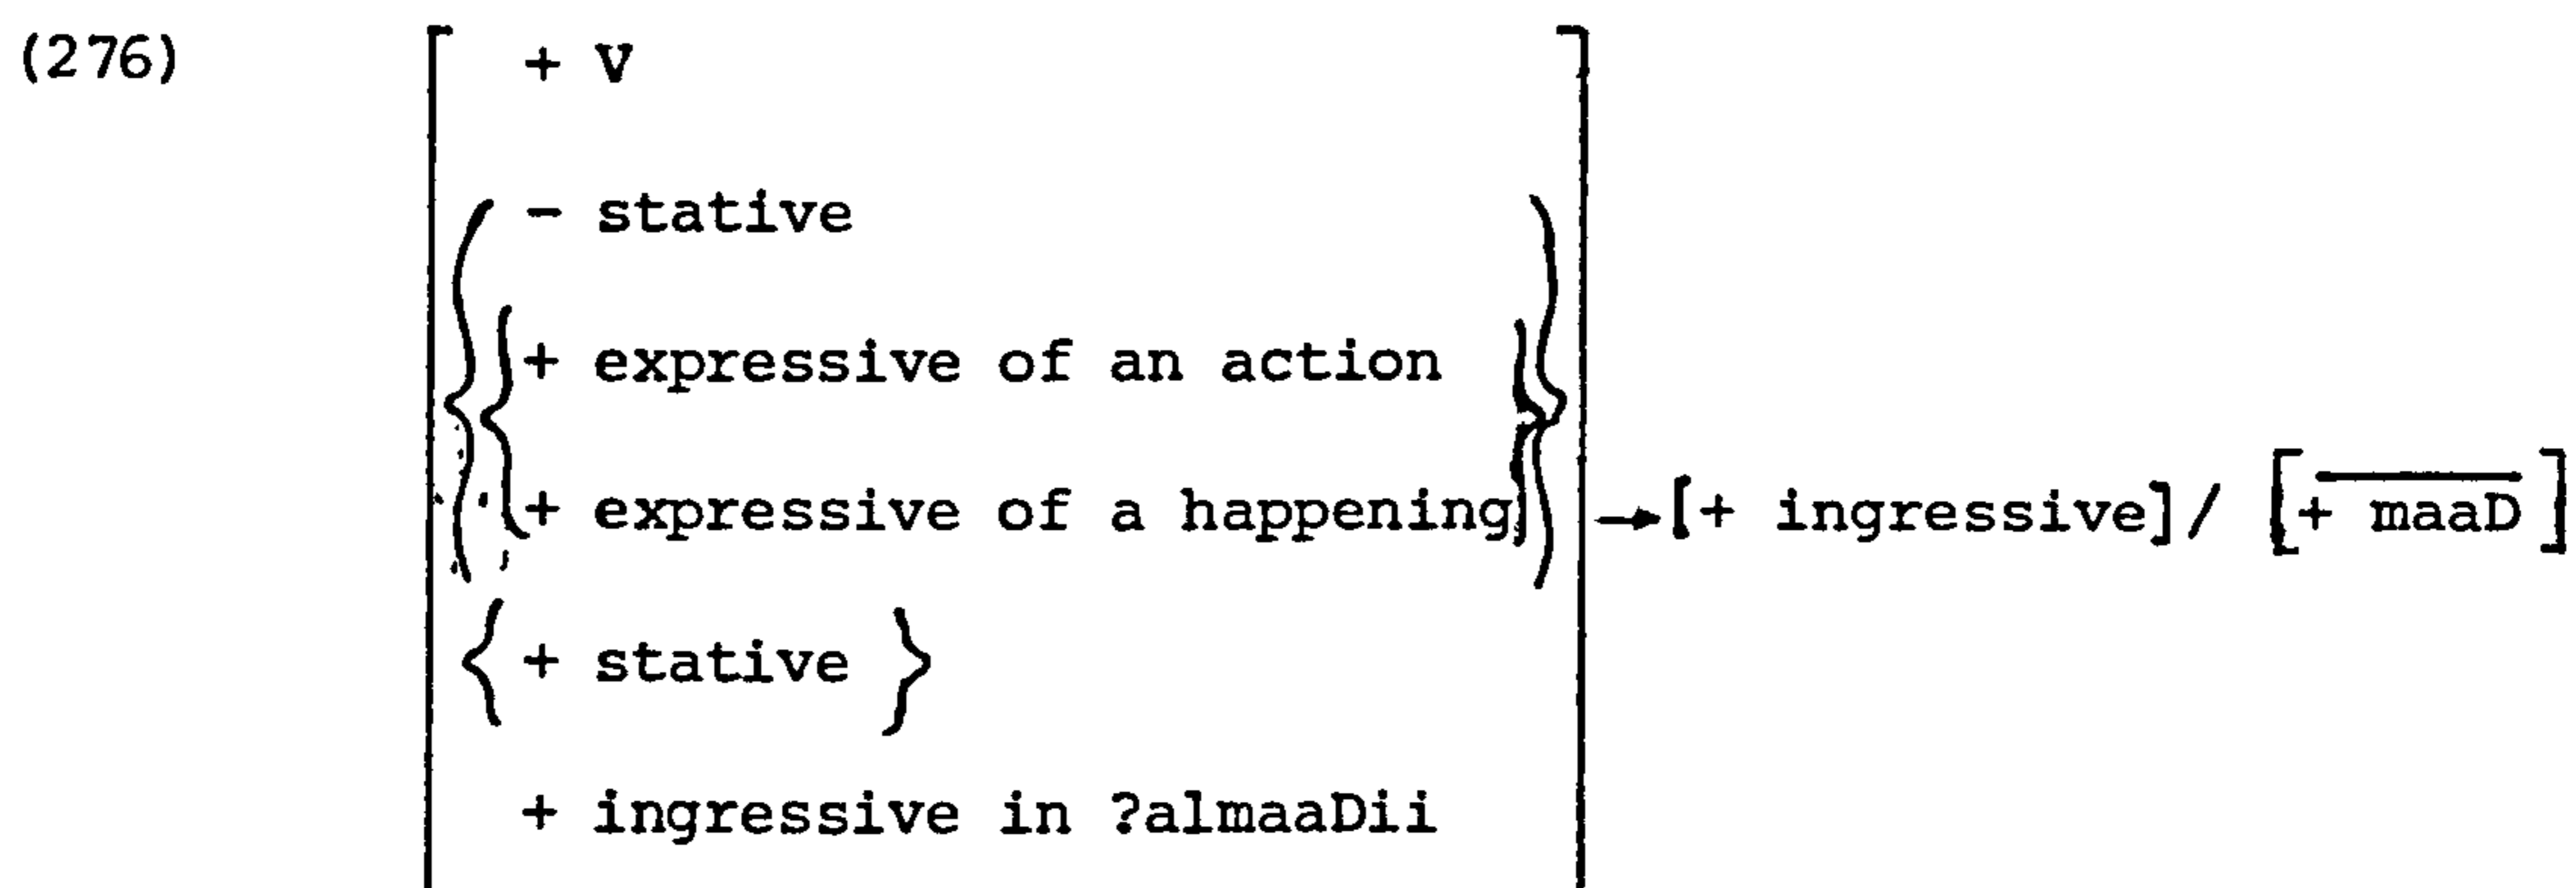 (276) + V
- stative
+ expressive of an action
+ expressive of a happening → [+ ingressive] / [+ maaD]
+ stative
+ ingressive in ?almaaDii